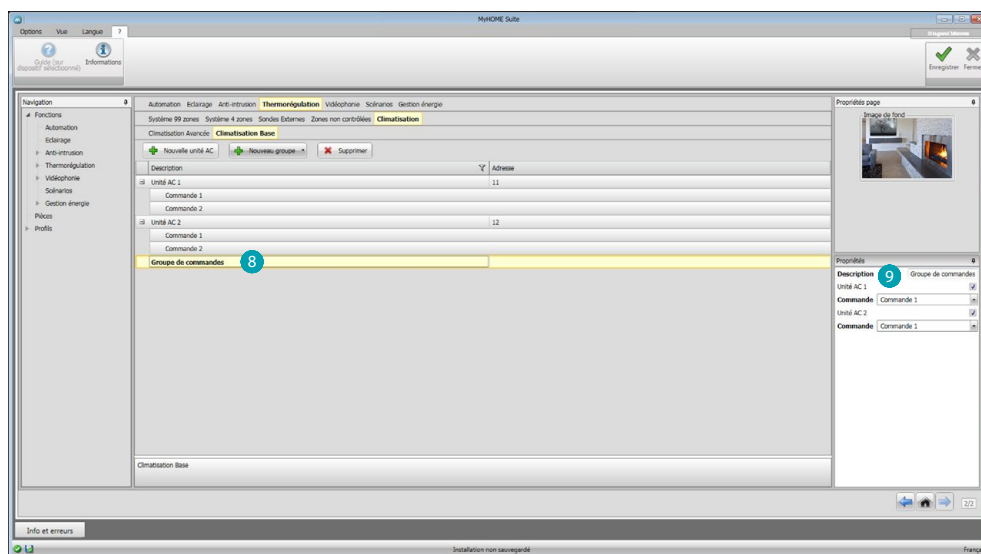 MyHOME Suite
Options Vue Langue ?
Guide (sur dispositif sélectionné)
Informations
Enregistrer Ferme
Navigation
Fonctions
Automation
Eclairage
Anti-intrusion
Thermorégulation
Vidéophonie
Scénarios
Gestion énergie
Pièces
Profils
Automation Eclairage Anti-intrusion Thermorégulation Vidéophonie Scénarios Gestion énergie
Système 99 zones Système 4 zones Sondes Externes Zones non contrôlées Climatisation
Climatisation Avancée Climatisation Base
Nouvelle unité AC Nouveau groupe Supprimer
Description Adresse
Unité AC 1 11
Commande 1
Commande 2
Unité AC 2 12
Commande 1
Commande 2
Groupe de commandes 8
Climatisation Base
Propriétés page
Image de fond
Propriétés
Description 9 Groupe de commandes
Unité AC 1
Commande Commande 1
Unité AC 2
Commande Commande 1
2/2
Info et erreurs
Installation non sauvegardé
França